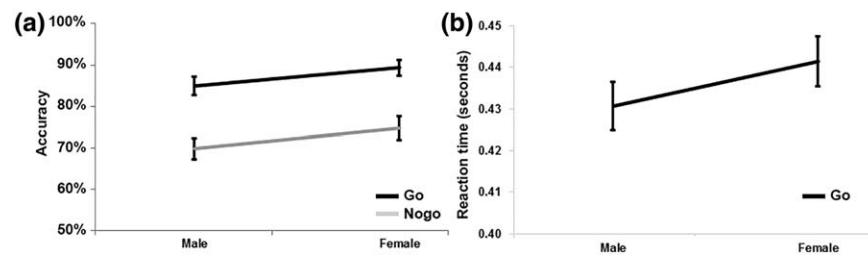 (a)
100%
90%
80%
70%
60%
50%
Accuracy
Go
Nogo
Male Female
(b)
0.45
0.44
0.43
0.42
0.41
0.40
Reaction time (seconds)
Go
Male Female